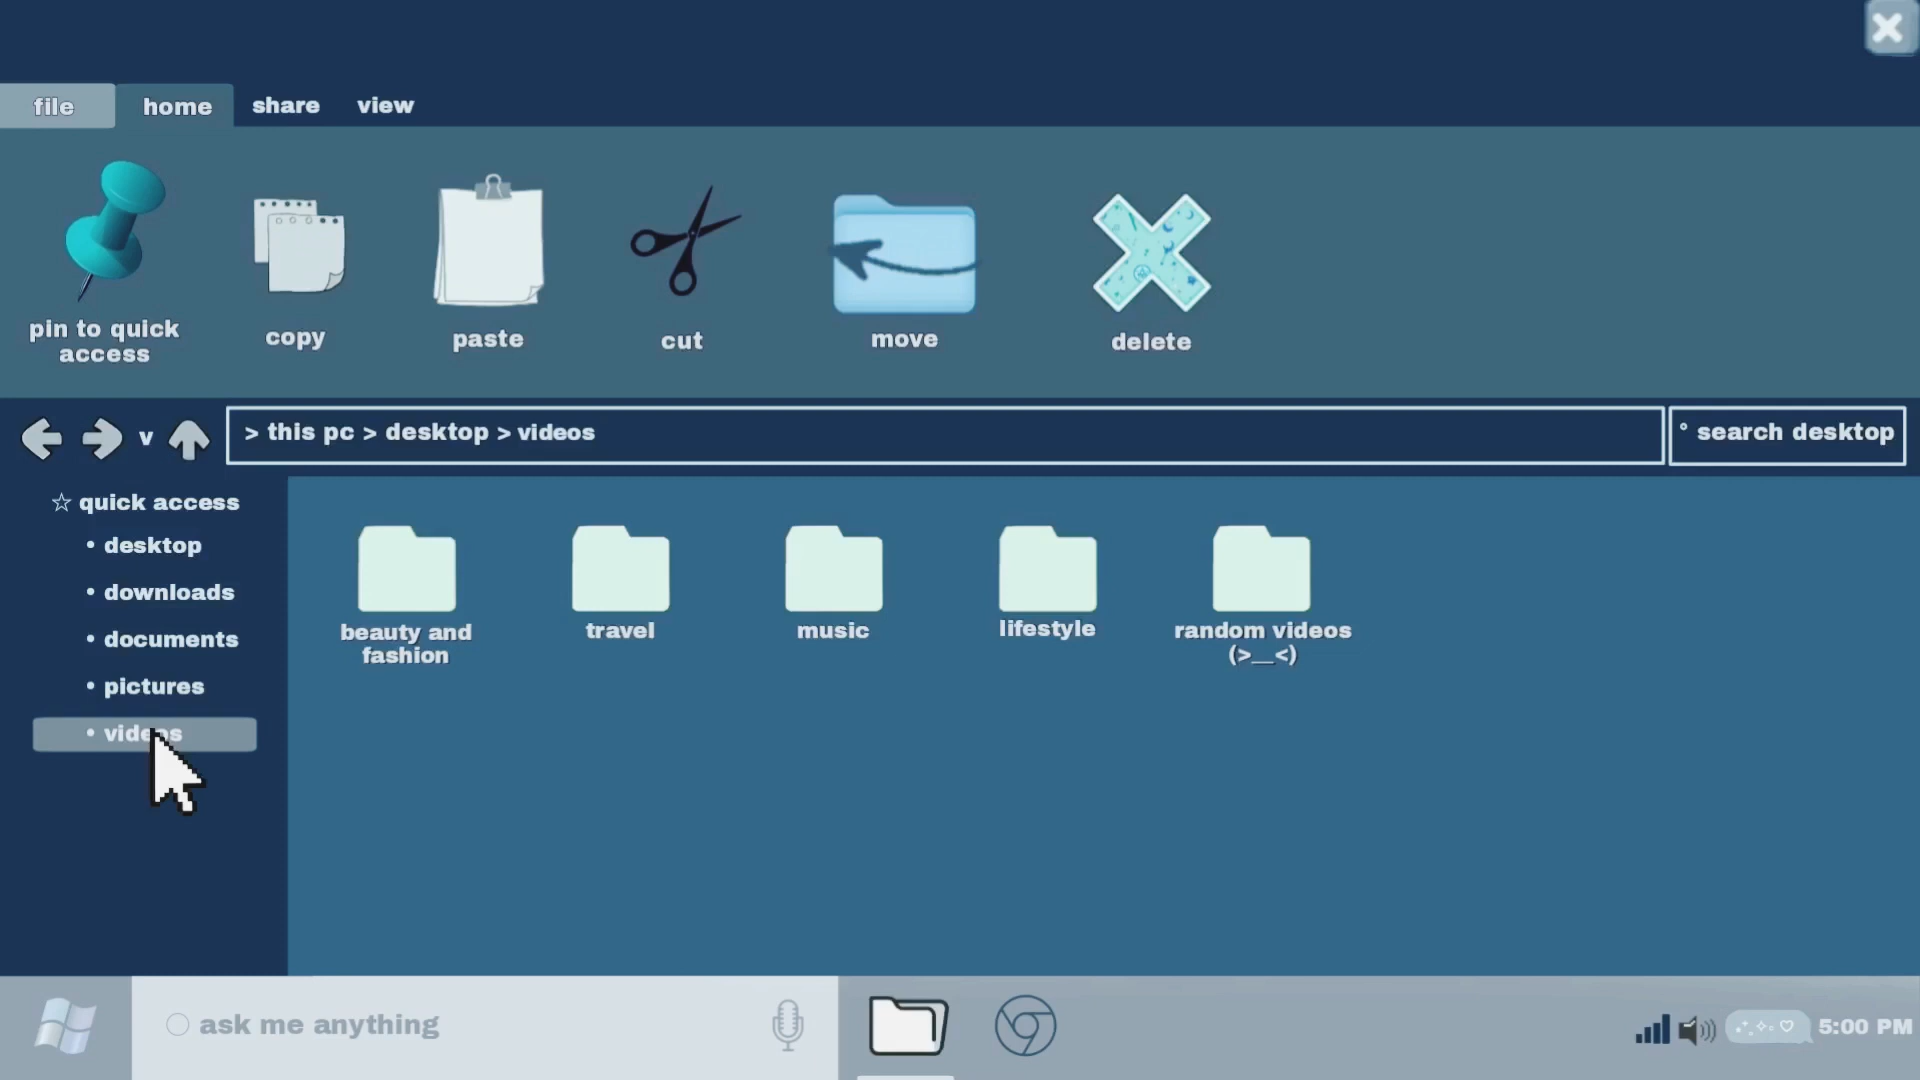 file
home
share
view
pin to quick
access
copy
paste
cut
move
delete
v
> this pc > desktop > videos
° search desktop
☆ quick access
• desktop
• downloads
• documents
• pictures
• videos
beauty and
fashion
travel
music
lifestyle
random videos
(>__<)
ask me anything
5:00 PM